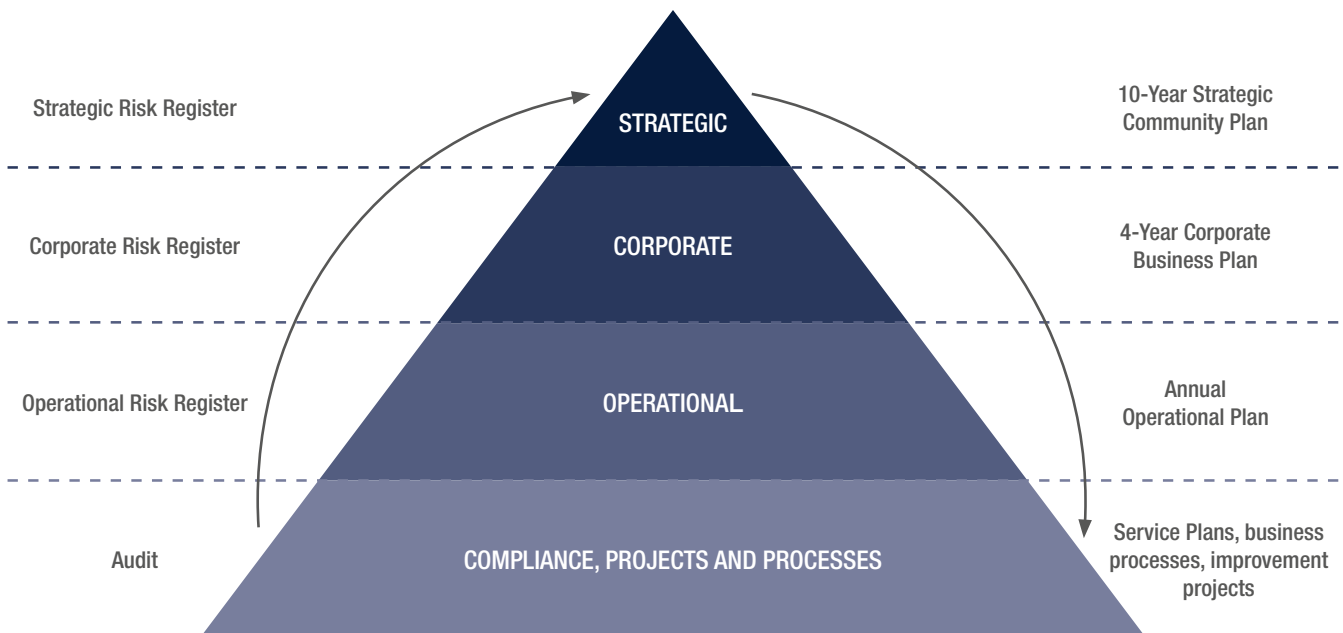 Strategic Risk Register
STRATEGIC
10-Year Strategic
Community Plan
Corporate Risk Register
CORPORATE
4-Year Corporate
Business Plan
Operational Risk Register
OPERATIONAL
Annual
Operational Plan
Audit
COMPLIANCE, PROJECTS AND PROCESSES
Service Plans, business
processes, improvement
projects